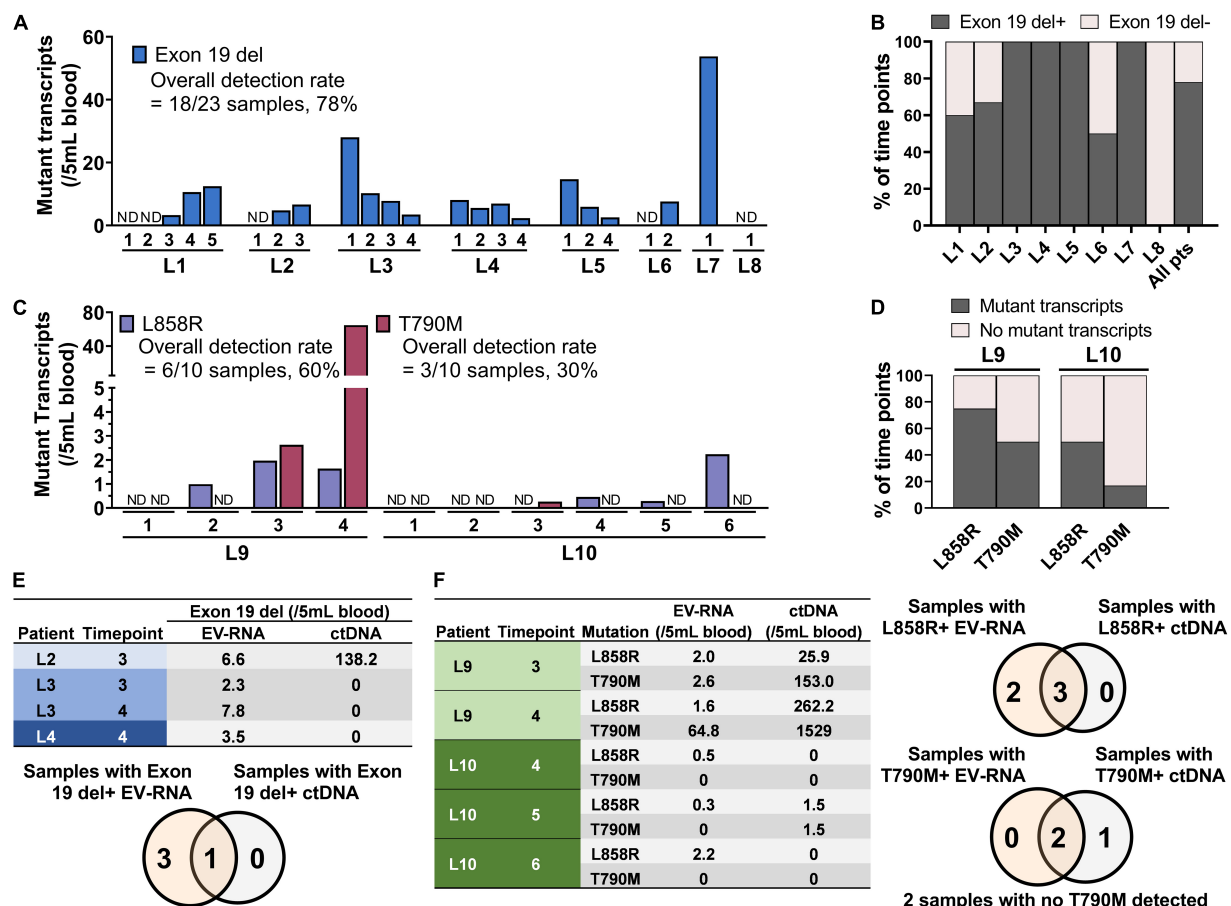 A
Mutant transcripts
(/5mL blood)
60
40
20
0
Exon 19 del
Overall detection rate
= 18/23 samples, 78%
ND ND ND ND ND
1 2 3 4 5 1 2 3 1 2 3 4 1 2 3 4 1 2 3 4 1 2 1 1
L1 L2 L3 L4 L5 L6 L7 L8
B
Exon 19 del+ Exon 19 del-
% of time points
100
80
60
40
20
0
L1 L2 L3 L4 L5 L6 L7 L8 All pts
C
Mutant Transcripts
(/5mL blood)
80
40
5
4
3
2
1
0
L858R
Overall detection rate
= 6/10 samples, 60%
T790M
Overall detection rate
= 3/10 samples, 30%
ND ND ND ND ND ND ND ND ND ND ND
1 2 3 4 1 2 3 4 5 6
L9 L10
D
Mutant transcripts
No mutant transcripts
L9 L10
% of time points
100
80
60
40
20
0
L858R T790M L858R T790M
E
Exon 19 del (/5mL blood)
Patient Timepoint EV-RNA ctDNA
L2 3 6.6 138.2
L3 3 2.3 0
L3 4 7.8 0
L4 4 3.5 0
Samples with Exon
19 del+ EV-RNA
Samples with Exon
19 del+ ctDNA
3 1 0
F
Patient Timepoint Mutation EV-RNA (/5mL blood) ctDNA (/5mL blood)
L9 3 L858R 2.0 25.9
T790M 2.6 153.0
L9 4 L858R 1.6 262.2
T790M 64.8 1529
L10 4 L858R 0.5 0
T790M 0 0
L10 5 L858R 0.3 1.5
T790M 0 1.5
L10 6 L858R 2.2 0
T790M 0 0
Samples with
L858R+ EV-RNA
Samples with
L858R+ ctDNA
2 3 0
Samples with
T790M+ EV-RNA
Samples with
T790M+ ctDNA
0 2 1
2 samples with no T790M detected